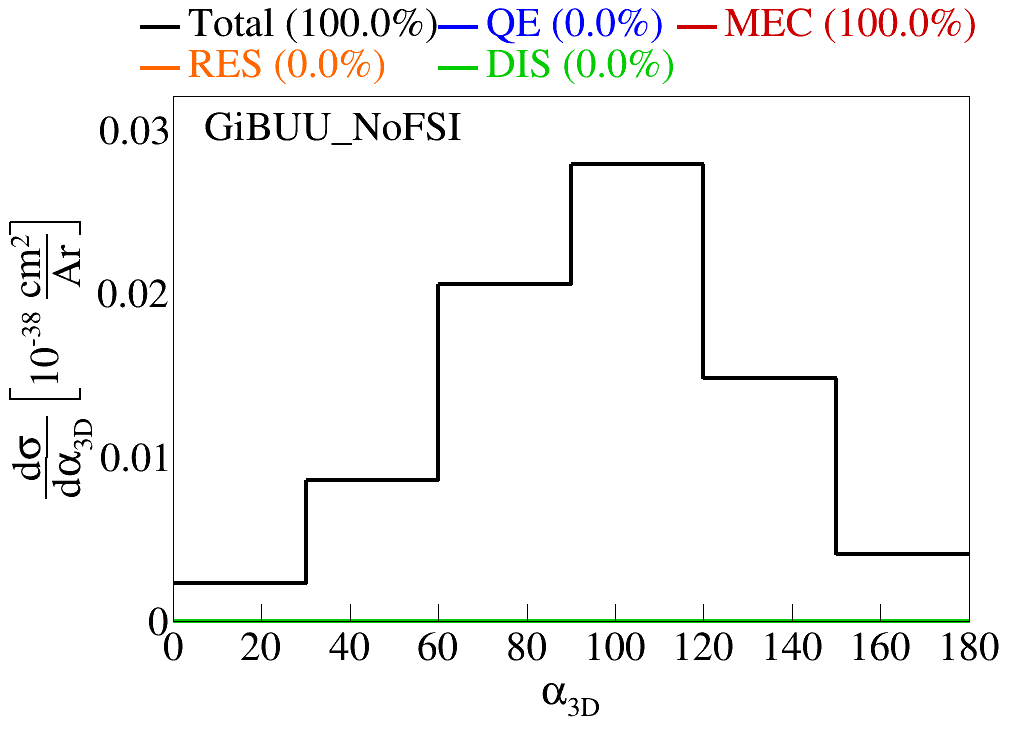 Total (100.0%) QE (0.0%) MEC (100.0%)
RES (0.0%) DIS (0.0%)
GiBUU_NoFSI
0.03
0.02
0.01
0
dσ/dα3D [10-38 cm2/Ar]
0 20 40 60 80 100 120 140 160 180
α3D